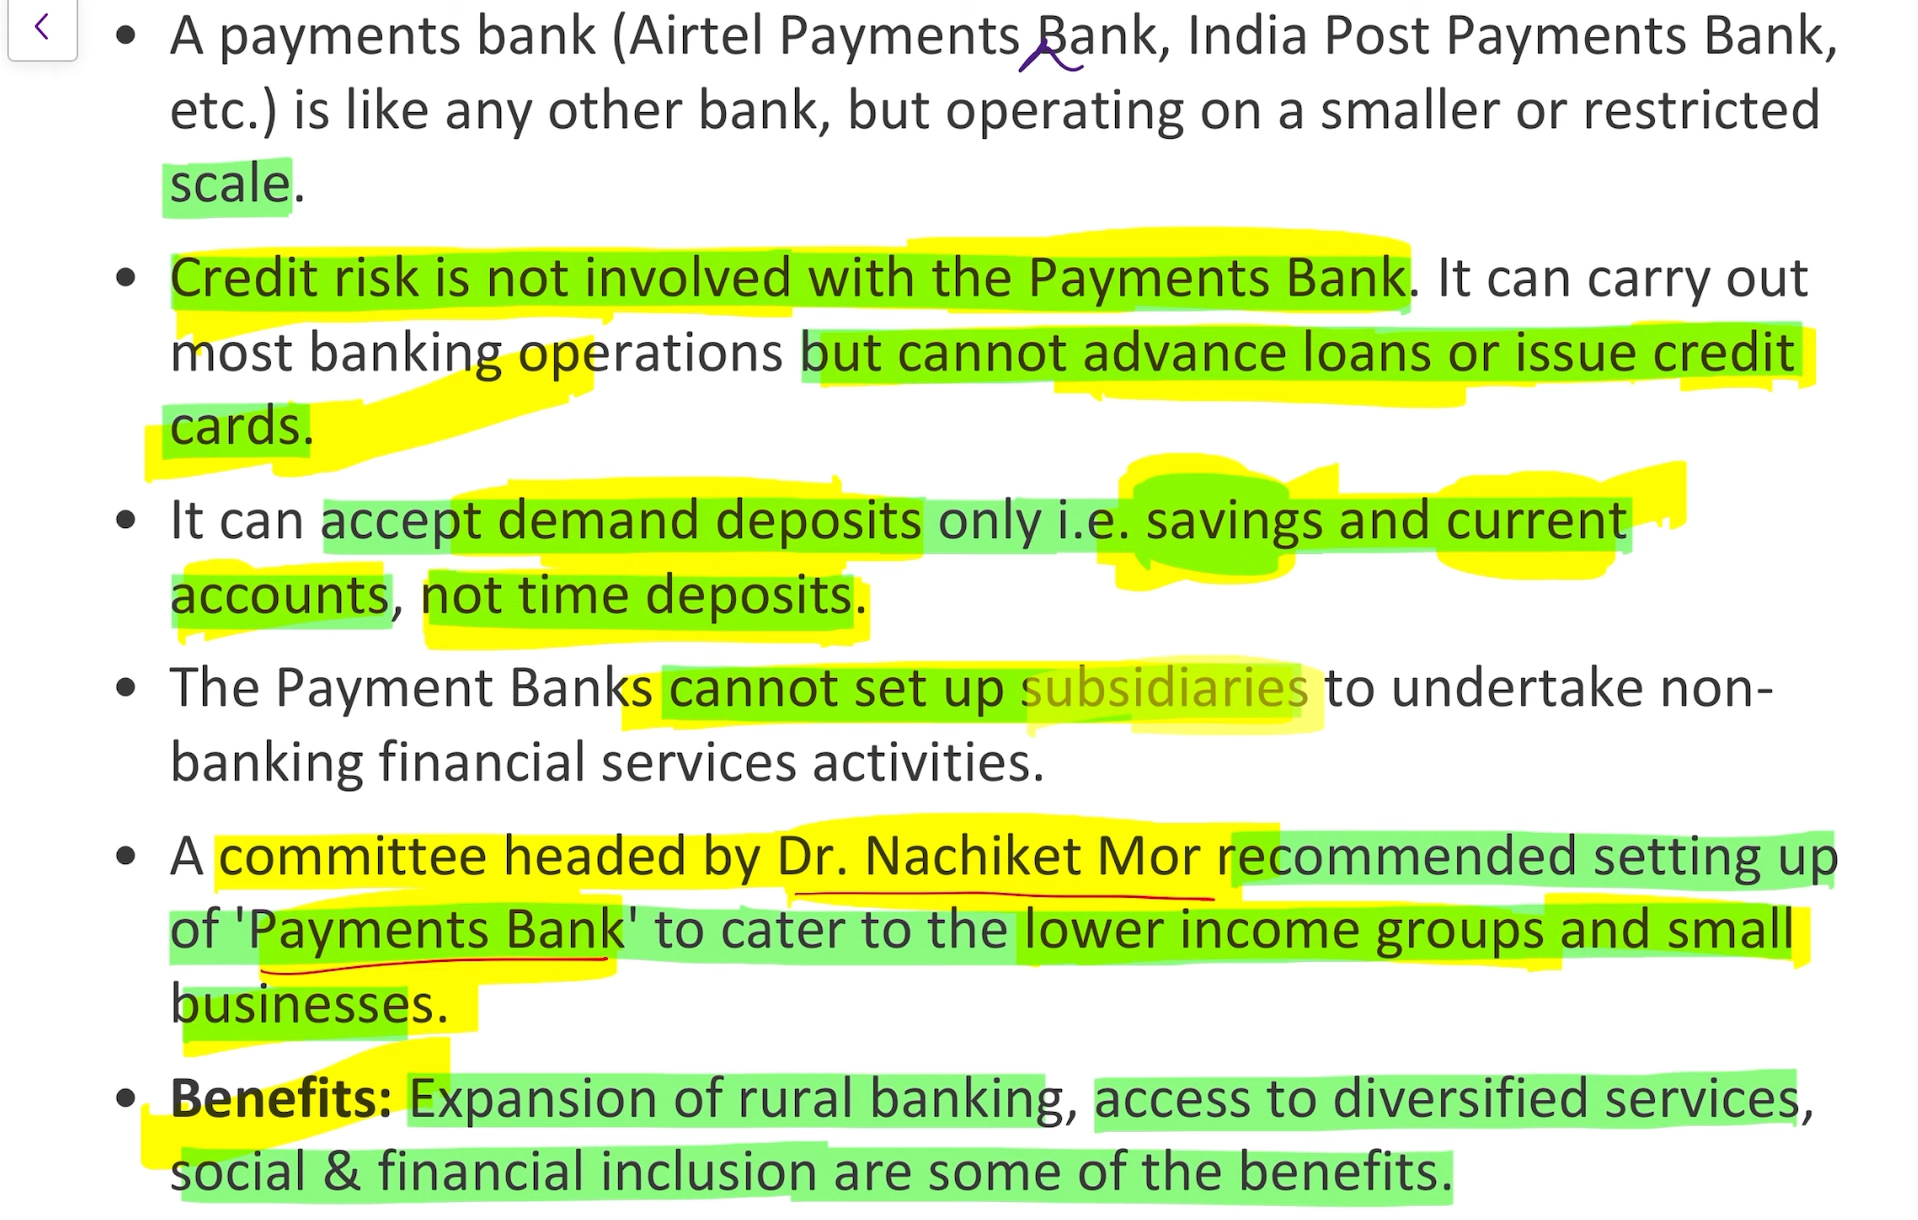 • A payments bank (Airtel Payments Bank, India Post Payments Bank,
etc.) is like any other bank, but operating on a smaller or restricted
scale.
• Credit risk is not involved with the Payments Bank. It can carry out
most banking operations but cannot advance loans or issue credit
cards.
• It can accept demand deposits only i.e. savings and current
accounts, not time deposits.
• The Payment Banks cannot set up subsidiaries to undertake non-
banking financial services activities.
• A committee headed by Dr. Nachiket Mor recommended setting up
of 'Payments Bank' to cater to the lower income groups and small
businesses.
• Benefits: Expansion of rural banking, access to diversified services,
social & financial inclusion are some of the benefits.